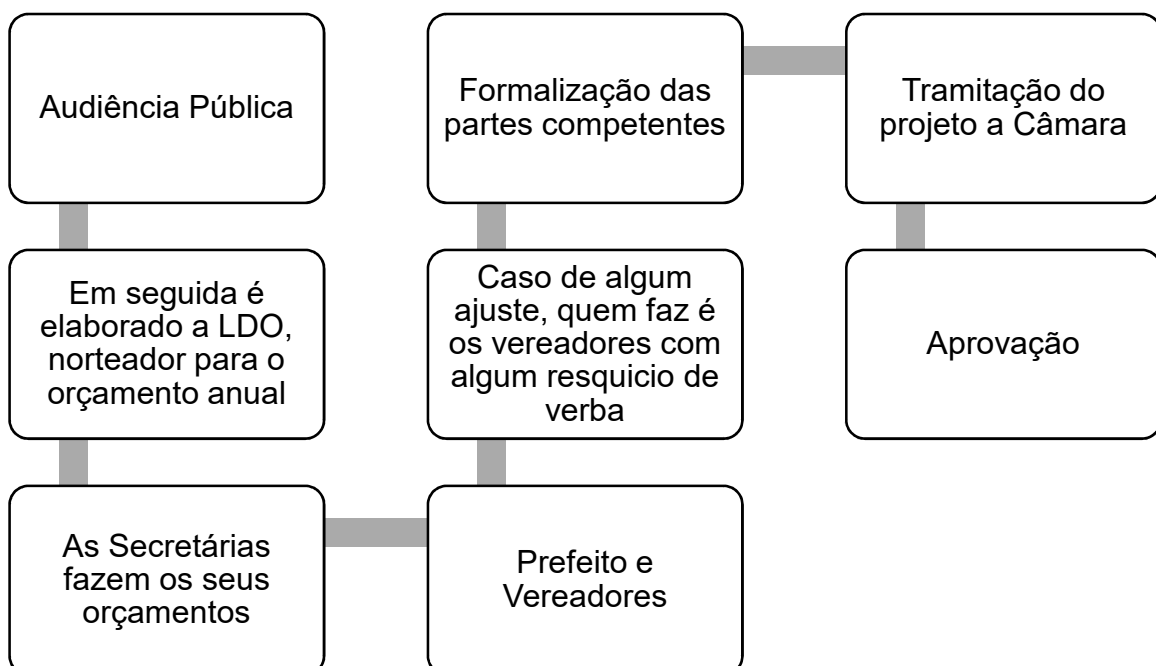 Audiência Pública
Em seguida é
elaborado a LDO,
norteador para o
orçamento anual
As Secretárias
fazem os seus
orçamentos
Prefeito e
Vereadores
Caso de algum
ajuste, quem faz é
os vereadores com
algum resquicio de
verba
Formalização das
partes competentes
Tramitação do
projeto a Câmara
Aprovação